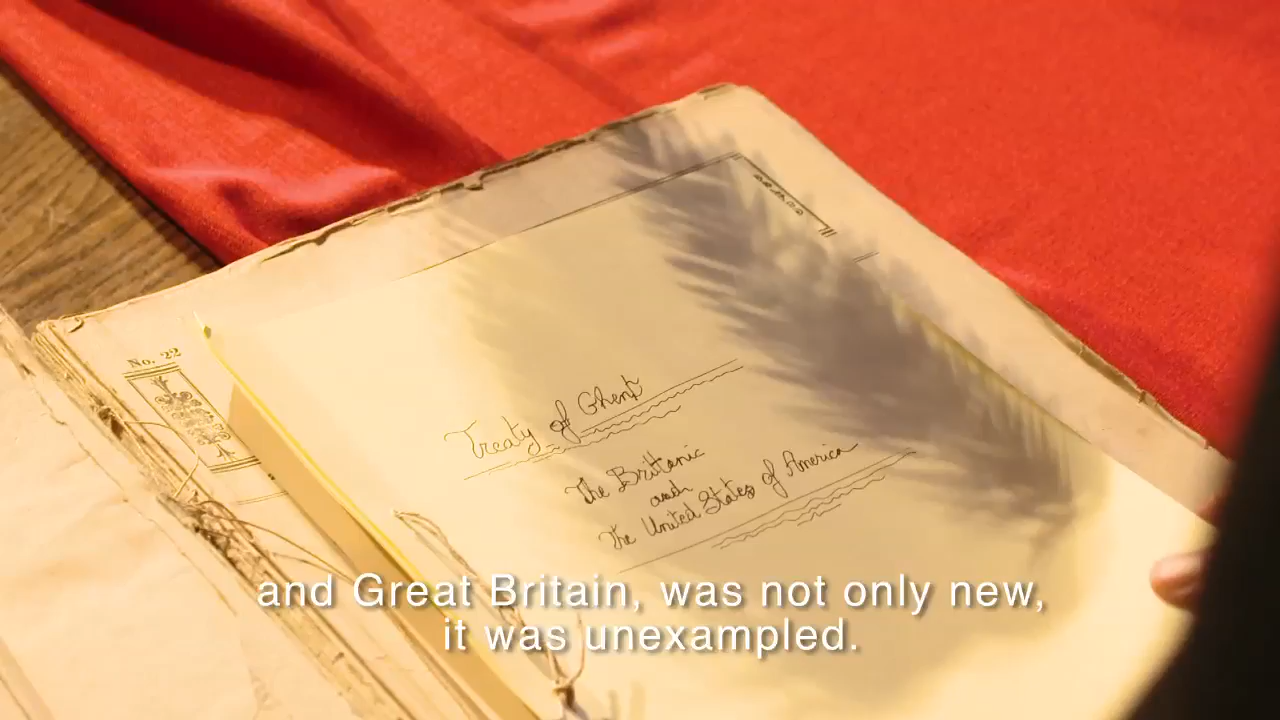 No. 22
Treaty of Ghent
The Brittanic
and
The United States of America
and Great Britain, was not only new,
it was unexampled.